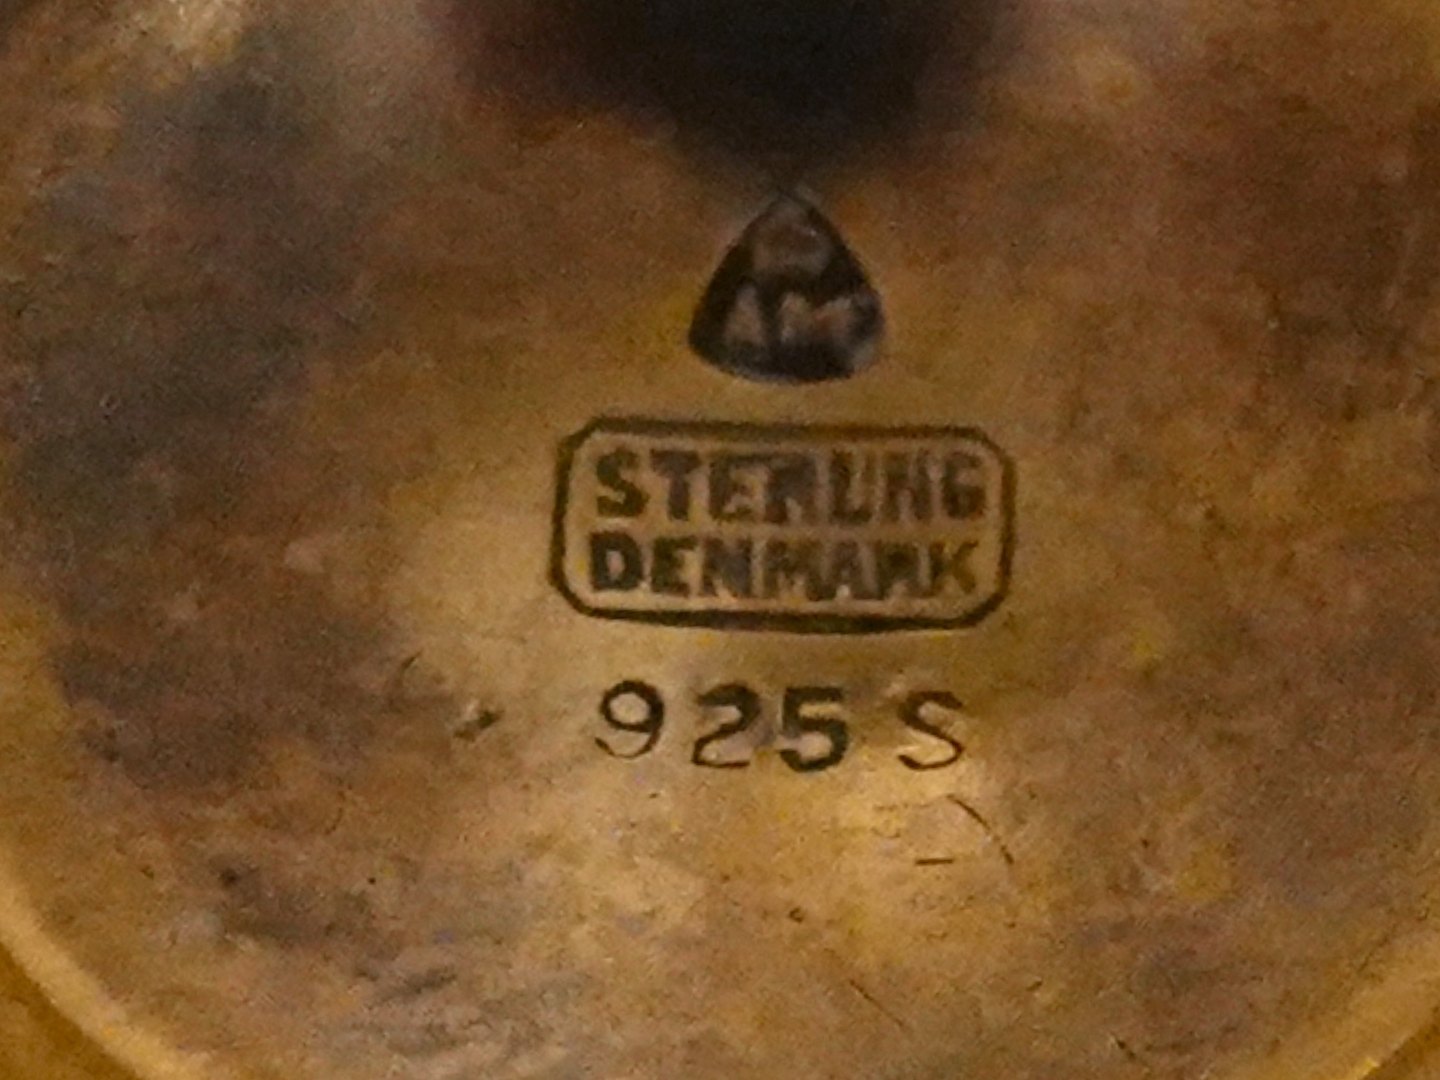 STERLING
DENMARK
925 S